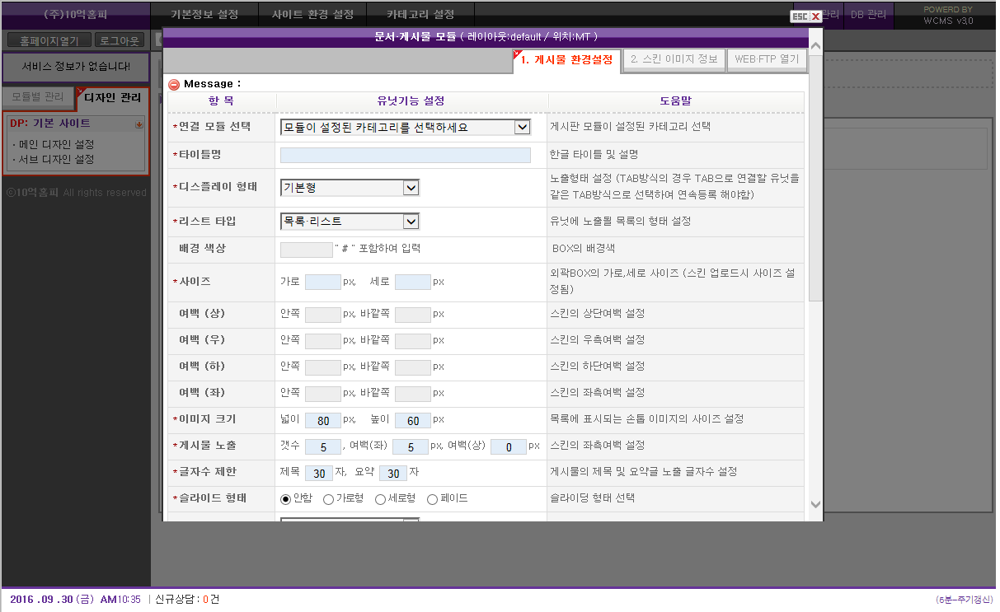 (주)10억홈피 기본정보 설정 사이트 환경 설정 카테고리 설정 관리 DB 관리 POWERD BY
WCMS v3.0
ESC X
홈페이지열기 로그아웃
서비스 정보가 없습니다!
모듈별 관리 디자인 관리
DP: 기본 사이트
· 메인 디자인 설정
· 서브 디자인 설정
ⓒ10억홈피 All rights reserved
문서·게시물 모듈 ( 레이아웃:default / 위치:MT )
1. 게시물 환경설정 2. 스킨 이미지 정보 WEB·FTP 열기
Message :
항 목 유닛기능 설정 도움말
*연결 모듈 선택 모듈이 설정된 카테고리를 선택하세요 게시판 모듈이 설정된 카테고리 선택
*타이틀명 한글 타이틀 및 설명
*디스플레이 형태 기본형 노출형태 설정 (TAB방식의 경우 TAB으로 연결할 유닛을
같은 TAB방식으로 선택하여 연속등록 해야함)
*리스트 타입 목록·리스트 유닛에 노출될 목록의 형태 설정
배경 색상 " # " 포함하여 입력 BOX의 배경색
*사이즈 가로 px, 세로 px 외곽BOX의 가로,세로 사이즈 (스킨 업로드시 사이즈 설
정됨)
여백 (상) 안쪽 px, 바깥쪽 px 스킨의 상단여백 설정
여백 (우) 안쪽 px, 바깥쪽 px 스킨의 우측여백 설정
여백 (하) 안쪽 px, 바깥쪽 px 스킨의 하단여백 설정
여백 (좌) 안쪽 px, 바깥쪽 px 스킨의 좌측여백 설정
*이미지 크기 넓이 80 px, 높이 60 px 목록에 표시되는 손톱 이미지의 사이즈 설정
*게시물 노출 갯수 5 , 여백(좌) 5 px, 여백(상) 0 px 스킨의 좌측여백 설정
*글자수 제한 제목 30 자, 요약 30 자 게시물의 제목 및 요약글 노출 글자수 설정
*슬라이드 형태 안함 가로형 세로형 페이드 슬라이딩 형태 선택
2016 .09 .30 (금) AM10:35 | 신규상담 : 0 건 (5분-주기갱신)